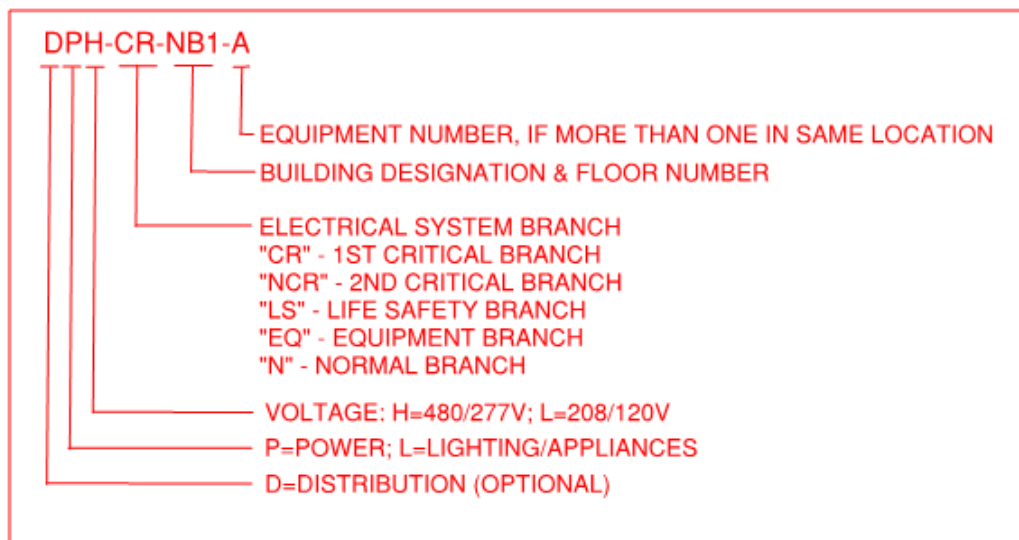 DPH-CR-NB1-A
EQUIPMENT NUMBER, IF MORE THAN ONE IN SAME LOCATION
BUILDING DESIGNATION & FLOOR NUMBER
ELECTRICAL SYSTEM BRANCH
"CR" - 1ST CRITICAL BRANCH
"NCR" - 2ND CRITICAL BRANCH
"LS" - LIFE SAFETY BRANCH
"EQ" - EQUIPMENT BRANCH
"N" - NORMAL BRANCH
VOLTAGE: H=480/277V; L=208/120V
P=POWER; L=LIGHTING/APPLIANCES
D=DISTRIBUTION (OPTIONAL)